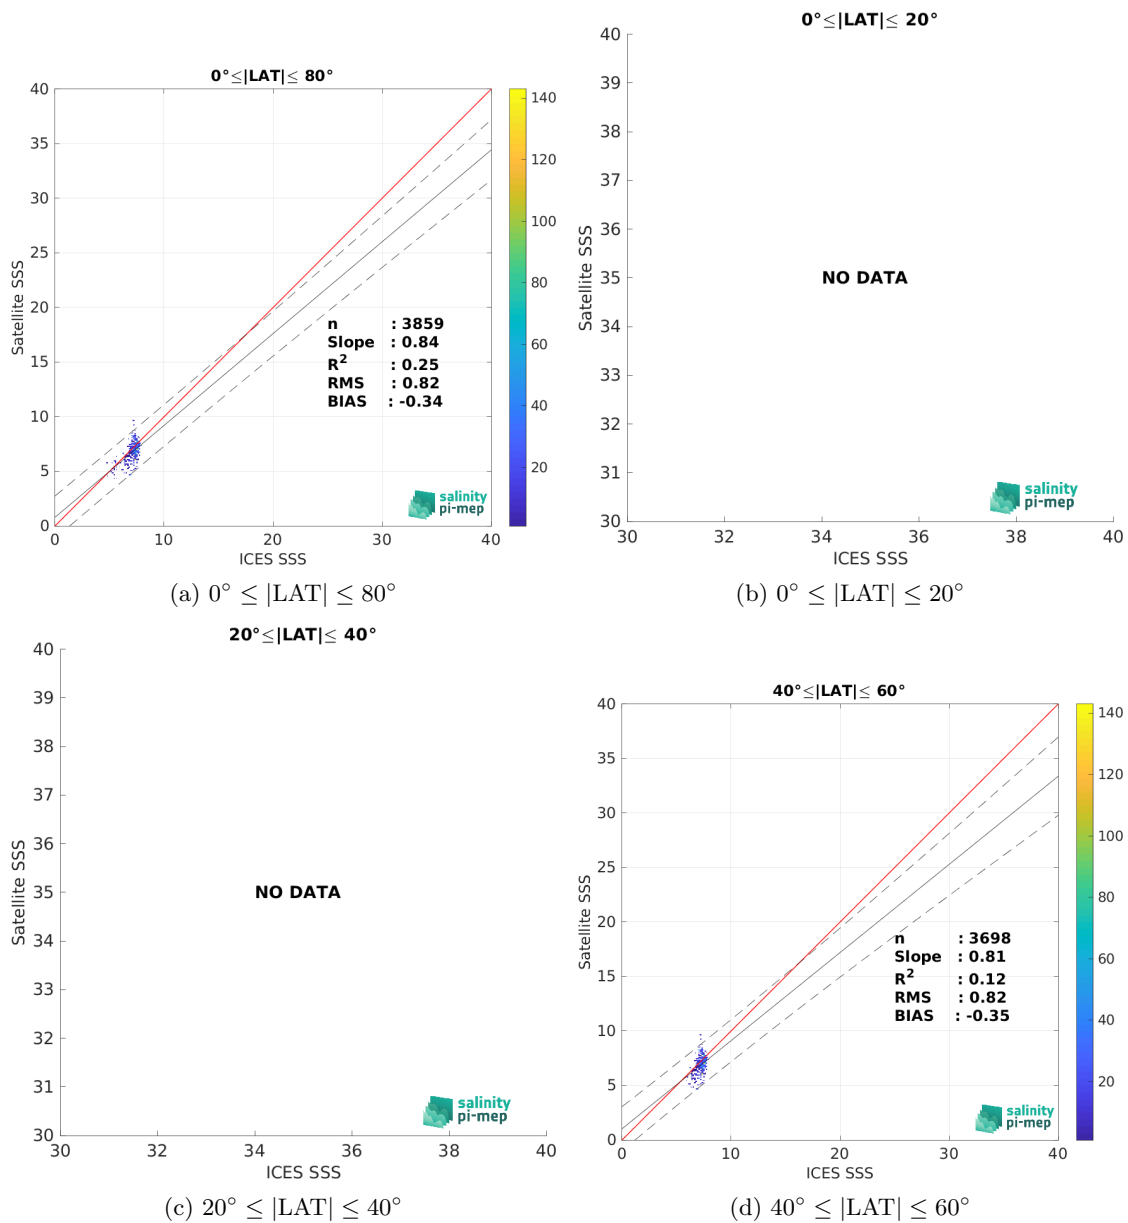 0°≤|LAT|≤ 80°
40
35
30
25
20
15
10
5
0
Satellite SSS
0
10
20
30
40
ICES SSS
140
120
100
80
60
40
20
n : 3859
Slope : 0.84
R² : 0.25
RMS : 0.82
BIAS : -0.34
salinity
pi-mep
(a) 0° ≤ |LAT| ≤ 80°
0°≤|LAT|≤ 20°
40
39
38
37
36
35
34
33
32
31
30
Satellite SSS
NO DATA
30
32
34
36
38
40
ICES SSS
salinity
pi-mep
(b) 0° ≤ |LAT| ≤ 20°
20°≤|LAT|≤ 40°
40
39
38
37
36
35
34
33
32
31
30
Satellite SSS
NO DATA
30
32
34
36
38
40
ICES SSS
salinity
pi-mep
(c) 20° ≤ |LAT| ≤ 40°
40°≤|LAT|≤ 60°
40
35
30
25
20
15
10
5
0
Satellite SSS
0
10
20
30
40
ICES SSS
140
120
100
80
60
40
20
n : 3698
Slope : 0.81
R² : 0.12
RMS : 0.82
BIAS : -0.35
salinity
pi-mep
(d) 40° ≤ |LAT| ≤ 60°